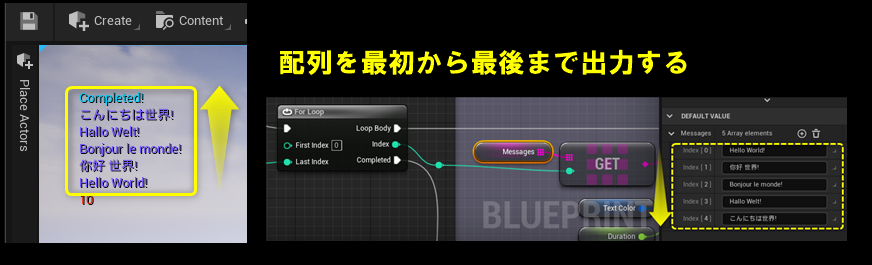 Create
Content
Place Actors
Completed!
こんにちは世界!
Hallo Welt!
Bonjour le monde!
你好 世界!
Hello World!
10
配列を最初から最後まで出力する
For Loop
Loop Body
First Index 0
Index
Last Index
Completed
Messages
GET
Text Color
BLUEPRINT
Duration
DEFAULT VALUE
Messages 5 Array elements
Index [ 0 ] Hello World!
Index [ 1 ] 你好 世界!
Index [ 2 ] Bonjour le monde!
Index [ 3 ] Hallo Welt!
Index [ 4 ] こんにちは世界!